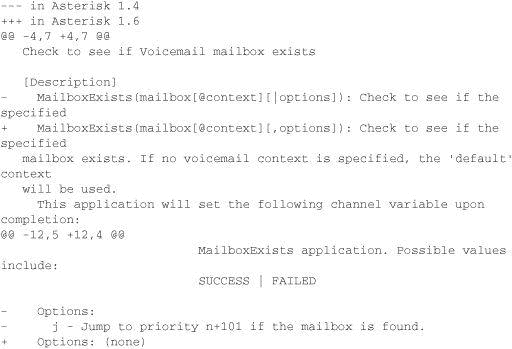 --- in Asterisk 1.4
+++ in Asterisk 1.6
@@ -4,7 +4,7 @@
Check to see if Voicemail mailbox exists
[Description]
- MailboxExists(mailbox[@context][|options]): Check to see if the
specified
+ MailboxExists(mailbox[@context][,options]): Check to see if the
specified
mailbox exists. If no voicemail context is specified, the 'default'
context
will be used.
This application will set the following channel variable upon
completion:
@@ -12,5 +12,4 @@
MailboxExists application. Possible values
include:
SUCCESS | FAILED
- Options:
- j - Jump to priority n+101 if the mailbox is found.
+ Options: (none)